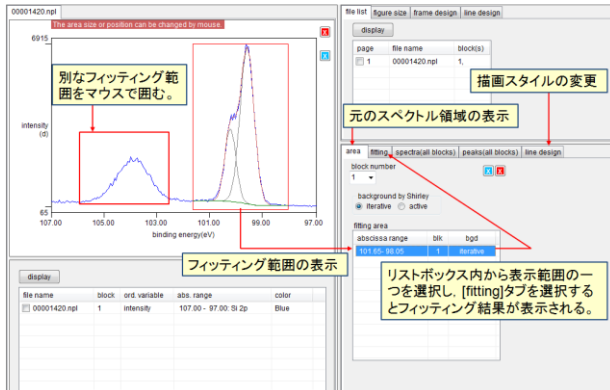 00001420.npl
The area size or position can be changed by mouse.
6915
intensity
(d)
65
107.00 105.00 103.00 101.00 99.00 97.00
binding energy(eV)
別なフィッティング範
囲をマウスで囲む。
フィッティング範囲の表示
display
file name block ord. variable abs. range color
00001420.npl 1 intensity 107.00 - 97.00: Si 2p Blue
file list figure size frame design line design
display
page file name block(s)
1 00001420.npl 1,
描画スタイルの変更
元のスペクトル領域の表示
area fitting spectra(all blocks) peaks(all blocks) line design
block number
1
background by Shirley
iterative active
fitting area
abscissa range blk bgd
101.65- 98.05 1 iterative
リストボックス内から表示範囲の一
つを選択し、[fitting]タブを選択する
とフィッティング結果が表示される。